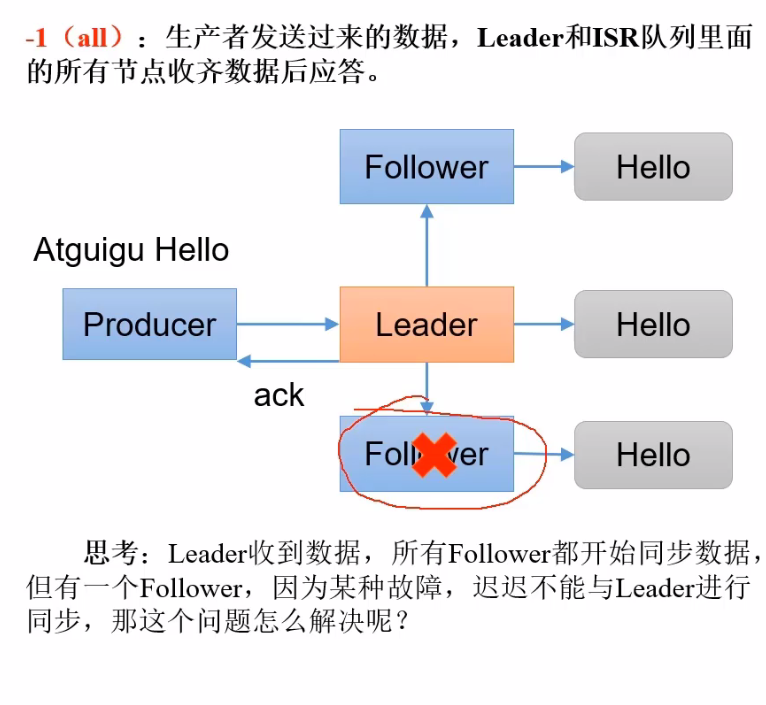 -1（all）：生产者发送过来的数据，Leader和ISR队列里面
的所有节点收齐数据后应答。
Follower
Hello
Atguigu Hello
Producer
Leader
Hello
ack
Follower
Hello
思考：Leader收到数据，所有Follower都开始同步数据，
但有一个Follower，因为某种故障，迟迟不能与Leader进行
同步，那这个问题怎么解决呢？